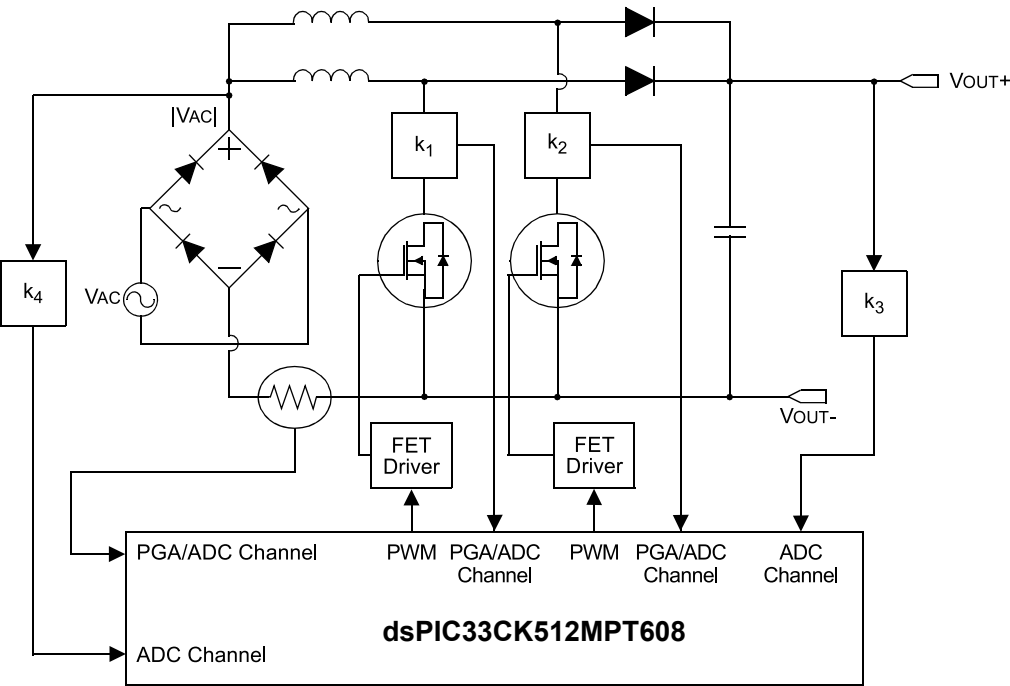 VOUT+
|VAC|
k1
k2
k4
VAC
k3
VOUT-
FET
Driver
FET
Driver
PGA/ADC Channel
PWM
PGA/ADC
Channel
PWM
PGA/ADC
Channel
ADC
Channel
dsPIC33CK512MPT608
ADC Channel